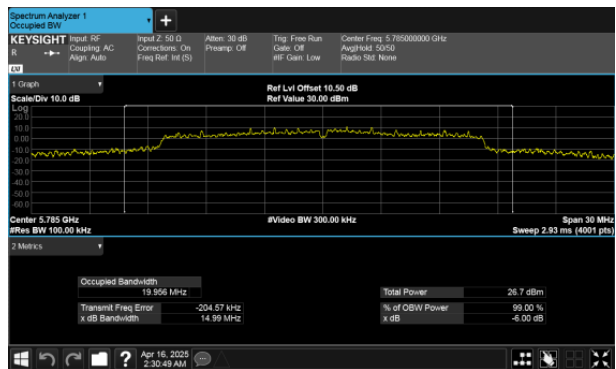 Spectrum Analyzer 1
Occupied BW
KEYSIGHT Input: RF Input Z: 50 Ω Atten: 30 dB Trig: Free Run Center Freq: 5.785000000 GHz
R Coupling: AC Corrections: On Preamp: Off Gate: Off Avg|Hold: 50/50
Align: Auto Freq Ref: Int (S) #IF Gain: Low Radio Std: None
1 Graph
Ref Lvl Offset 10.50 dB
Scale/Div 10.0 dB Ref Value 30.00 dBm
Log
20.0
10.0
0.00
-10.0
-20.0
-30.0
-40.0
-50.0
-60.0
Center 5.785 GHz #Video BW 300.00 kHz Span 30 MHz
#Res BW 100.00 kHz Sweep 2.93 ms (4001 pts)
2 Metrics
Occupied Bandwidth
19.956 MHz Total Power 26.7 dBm
Transmit Freq Error -204.57 kHz % of OBW Power 99.00 %
x dB Bandwidth 14.99 MHz x dB -6.00 dB
? Apr 16, 2025
2:30:49 AM